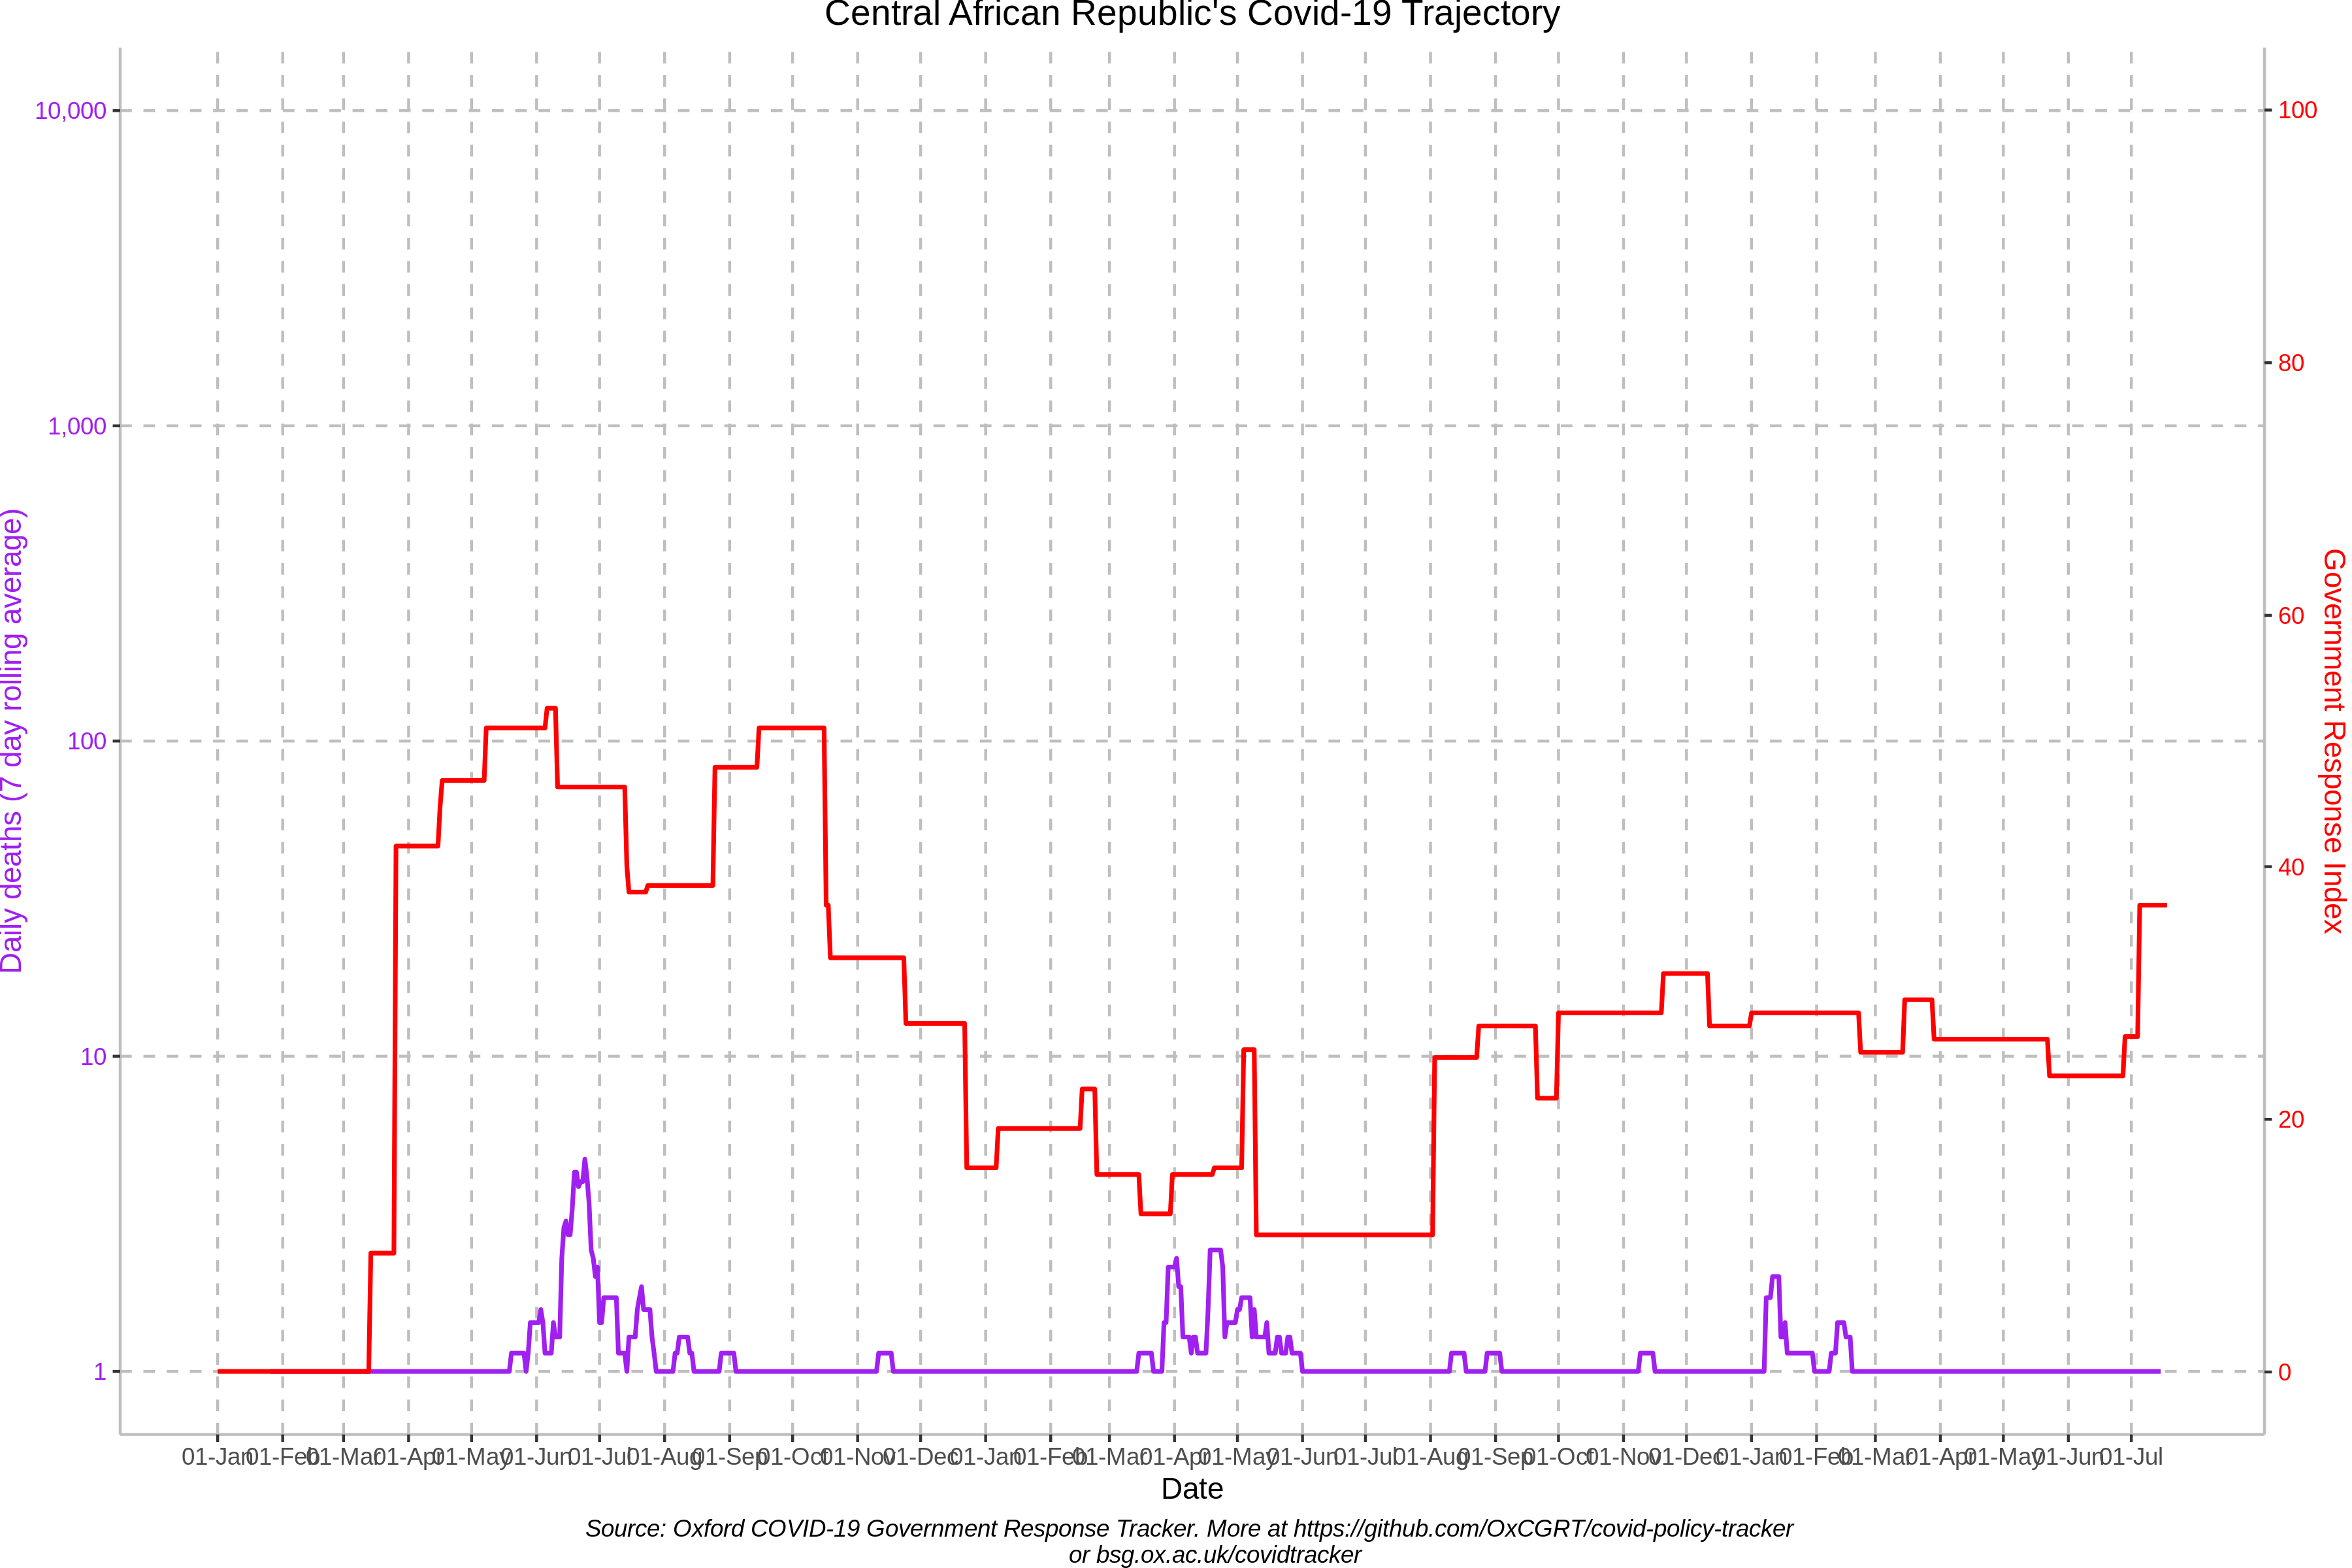 Central African Republic's Covid-19 Trajectory
10,000
1,000
100
10
1
Daily deaths (7 day rolling average)
100
80
60
40
20
0
Government Response Index
01-Jan 01-Feb 01-Mar 01-Apr 01-May 01-Jun 01-Jul 01-Aug 01-Sep 01-Oct 01-Nov 01-Dec 01-Jan 01-Feb 01-Mar 01-Apr 01-May 01-Jun 01-Jul 01-Aug 01-Sep 01-Oct 01-Nov 01-Dec 01-Jan 01-Feb 01-Mar 01-Apr 01-May 01-Jun 01-Jul
Date
Source: Oxford COVID-19 Government Response Tracker. More at https://github.com/OxCGRT/covid-policy-tracker
or bsg.ox.ac.uk/covidtracker